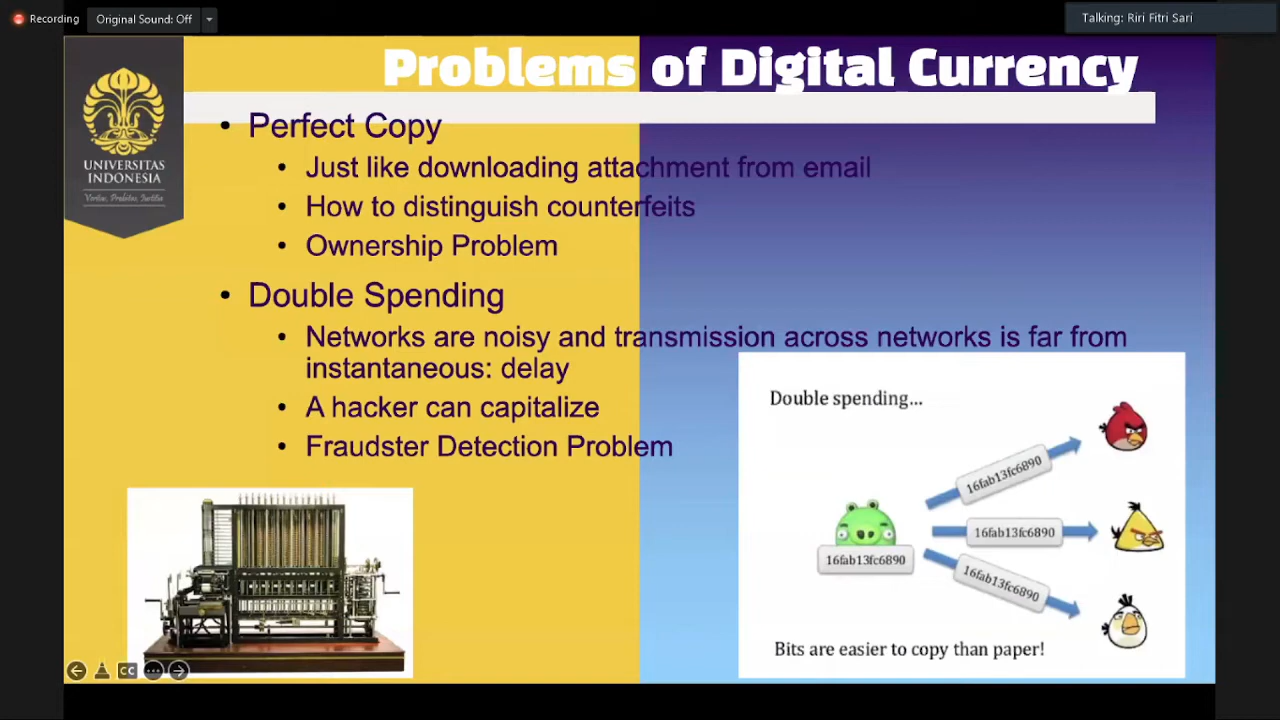 Recording
Original Sound: Off
Talking: Riri Fitri Sari
Problems of Digital Currency
UNIVERSITAS
INDONESIA
Veritas, Probitas, Iustitia
• Perfect Copy
• Just like downloading attachment from email
• How to distinguish counterfeits
• Ownership Problem
• Double Spending
• Networks are noisy and transmission across networks is far from
instantaneous: delay
• A hacker can capitalize
• Fraudster Detection Problem
Double spending...
16fab13fc6890
16fab13fc6890
16fab13fc6890
16fab13fc6890
Bits are easier to copy than paper!
CC